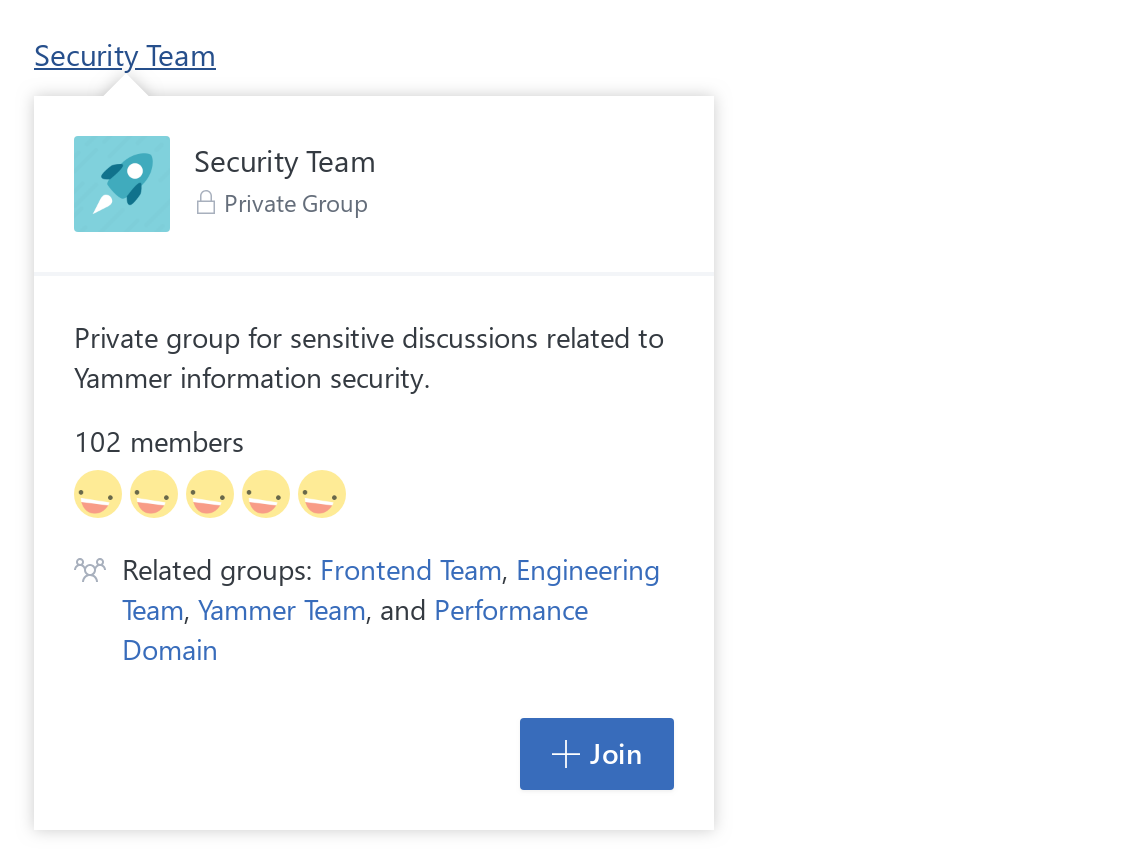 Security Team
Security Team
Private Group
Private group for sensitive discussions related to
Yammer information security.
102 members
Related groups: Frontend Team, Engineering
Team, Yammer Team, and Performance
Domain
Join